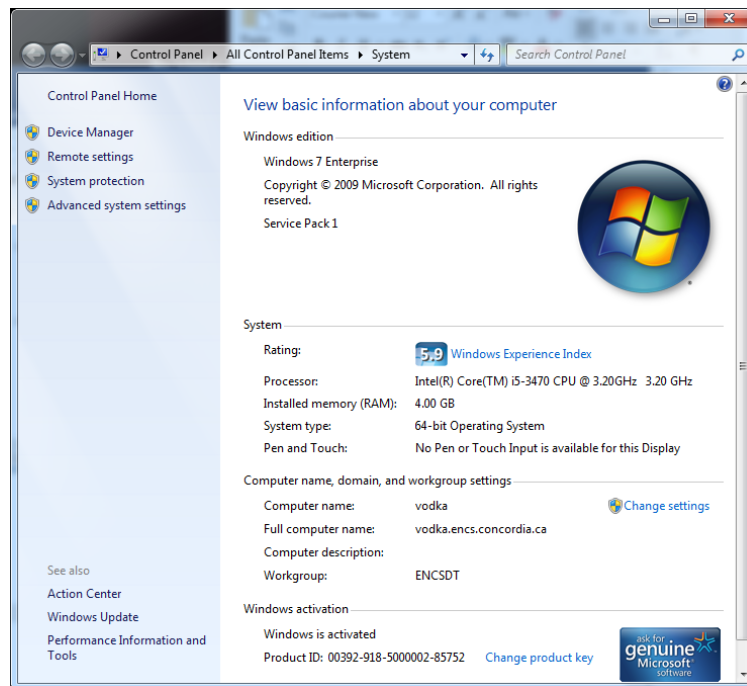 Control Panel ▸ All Control Panel Items ▸ System
Search Control Panel
Control Panel Home
Device Manager
Remote settings
System protection
Advanced system settings
See also
Action Center
Windows Update
Performance Information and
Tools
View basic information about your computer
Windows edition
Windows 7 Enterprise
Copyright © 2009 Microsoft Corporation. All rights
reserved.
Service Pack 1
System
Rating: 5.9 Windows Experience Index
Processor: Intel(R) Core(TM) i5-3470 CPU @ 3.20GHz 3.20 GHz
Installed memory (RAM): 4.00 GB
System type: 64-bit Operating System
Pen and Touch: No Pen or Touch Input is available for this Display
Computer name, domain, and workgroup settings
Computer name: vodka Change settings
Full computer name: vodka.encs.concordia.ca
Computer description:
Workgroup: ENCSDT
Windows activation
Windows is activated
Product ID: 00392-918-5000002-85752 Change product key
ask for
genuine
Microsoft
software